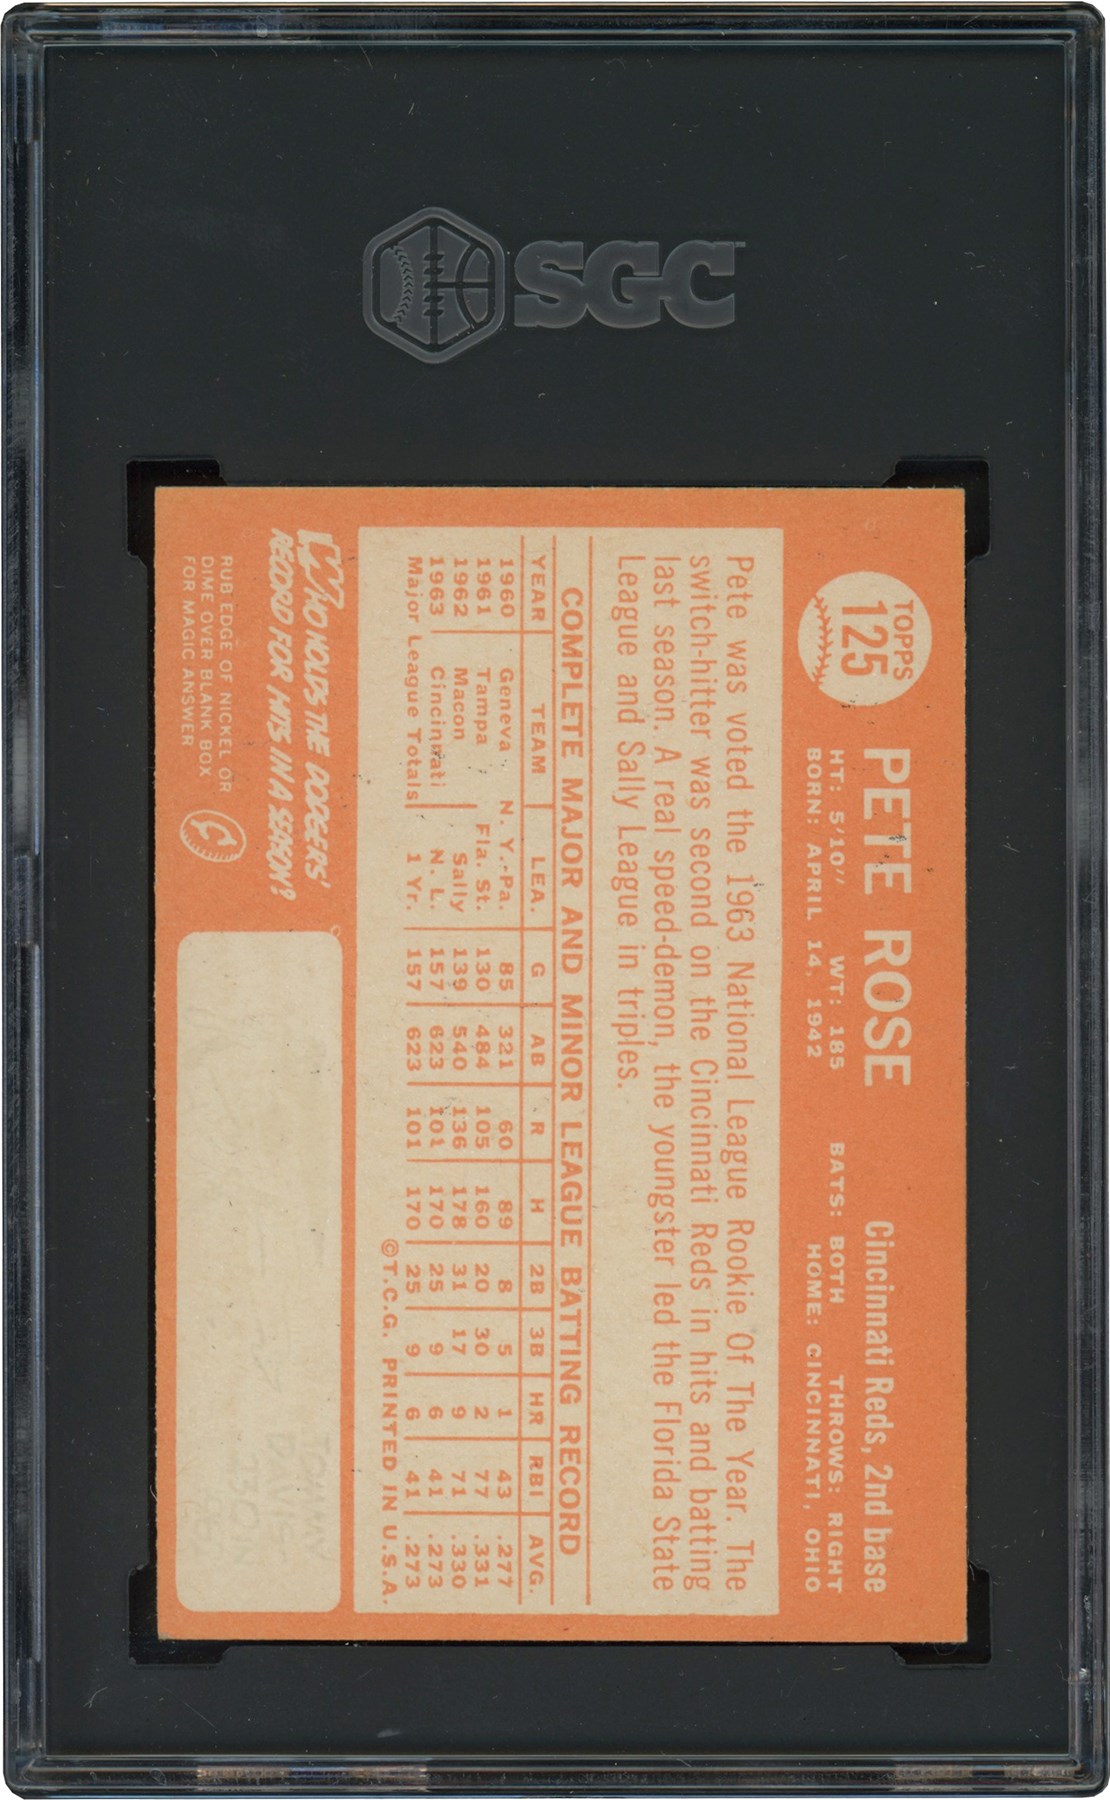 SGC
TOPPS
125
PETE ROSE
Cincinnati Reds, 2nd base
HT: 5'10" WT: 185 BATS: BOTH THROWS: RIGHT
BORN: APRIL 14, 1942 HOME: CINCINNATI, OHIO
Pete was voted the 1963 National League Rookie Of The Year. The
switch-hitter was second on the Cincinnati Reds in hits and batting
last season. A real speed-demon, the youngster led the Florida State
League and Sally League in triples.
COMPLETE MAJOR AND MINOR LEAGUE BATTING RECORD
YEAR TEAM LEA. G AB R H 2B 3B HR RBI AVG.
1960 Geneva N. Y.-Pa. 85 321 60 89 8 5 1 43 .277
1961 Tampa Fla. St. 130 484 105 160 20 30 2 77 .331
1962 Macon Sally 139 540 136 178 31 17 9 71 .330
1963 Cincinnati N. L. 157 623 101 170 25 9 6 41 .273
Major League Totals 1 Yr. 157 623 101 170 25 9 6 41 .273
©T.C.G. PRINTED IN U.S.A.
WHO HOLDS THE DODGERS'
RECORD FOR HITS IN A SEASON?
RUB EDGE OF NICKEL OR
DIME OVER BLANK BOX
FOR MAGIC ANSWER
TOMMY
DAVIS
230 IN